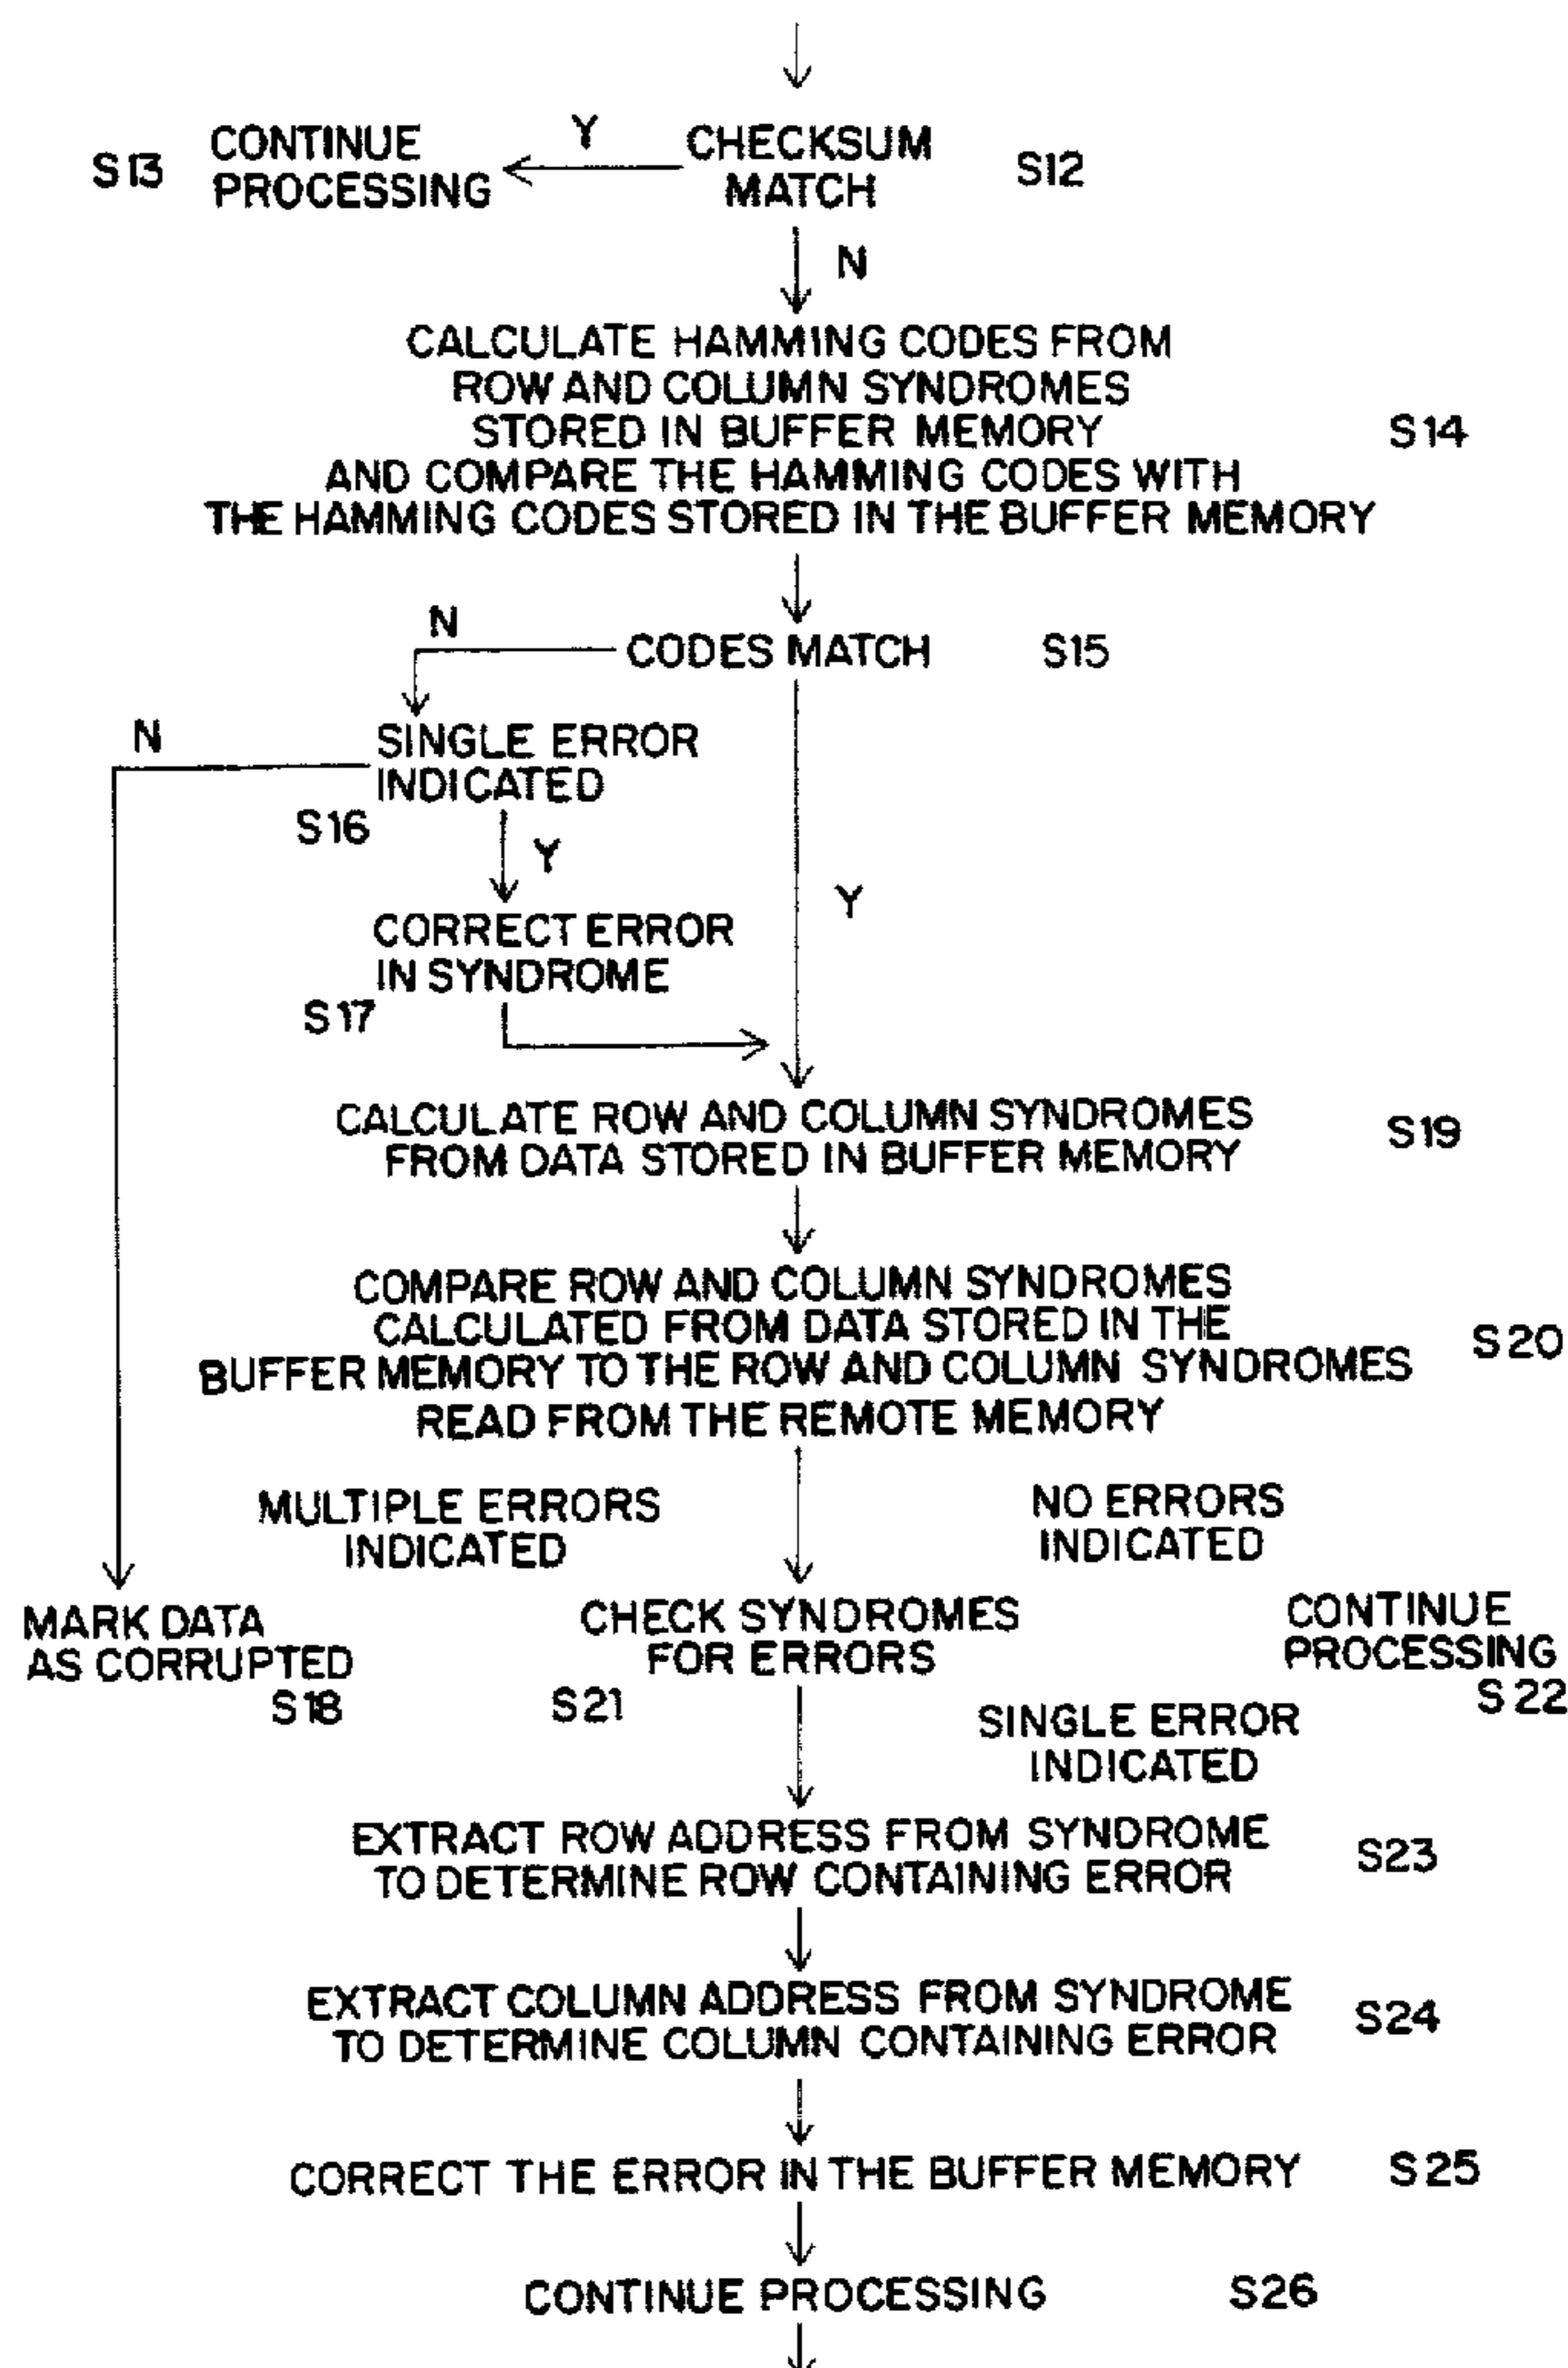 Y
S13 CONTINUE PROCESSING
CHECKSUM MATCH S12
N
CALCULATE HAMMING CODES FROM
ROW AND COLUMN SYNDROMES
STORED IN BUFFER MEMORY
AND COMPARE THE HAMMING CODES WITH
THE HAMMING CODES STORED IN THE BUFFER MEMORY
S14
N
CODES MATCH S15
N
SINGLE ERROR
INDICATED
S16
Y
Y
CORRECT ERROR
IN SYNDROME
S17
CALCULATE ROW AND COLUMN SYNDROMES
FROM DATA STORED IN BUFFER MEMORY
S19
COMPARE ROW AND COLUMN SYNDROMES
CALCULATED FROM DATA STORED IN THE
BUFFER MEMORY TO THE ROW AND COLUMN SYNDROMES
READ FROM THE REMOTE MEMORY
S20
MULTIPLE ERRORS
INDICATED
NO ERRORS
INDICATED
MARK DATA
AS CORRUPTED
S18
CHECK SYNDROMES
FOR ERRORS
S21
CONTINUE
PROCESSING
S22
SINGLE ERROR
INDICATED
EXTRACT ROW ADDRESS FROM SYNDROME
TO DETERMINE ROW CONTAINING ERROR
S23
EXTRACT COLUMN ADDRESS FROM SYNDROME
TO DETERMINE COLUMN CONTAINING ERROR
S24
CORRECT THE ERROR IN THE BUFFER MEMORY S25
CONTINUE PROCESSING S26